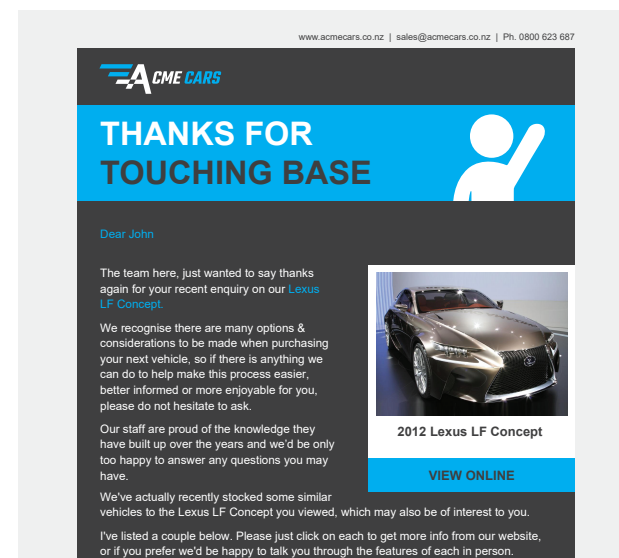 www.acmecars.co.nz | sales@acmecars.co.nz | Ph. 0800 623 687
ACME CARS
THANKS FOR
TOUCHING BASE
Dear John
The team here, just wanted to say thanks
again for your recent enquiry on our Lexus
LF Concept.
We recognise there are many options &
considerations to be made when purchasing
your next vehicle, so if there is anything we
can do to help make this process easier,
better informed or more enjoyable for you,
please do not hesitate to ask.
Our staff are proud of the knowledge they
have built up over the years and we'd be only
too happy to answer any questions you may
have.
2012 Lexus LF Concept
VIEW ONLINE
We've actually recently stocked some similar
vehicles to the Lexus LF Concept you viewed, which may also be of interest to you.
I've listed a couple below. Please just click on each to get more info from our website,
or if you prefer we'd be happy to talk you through the features of each in person.